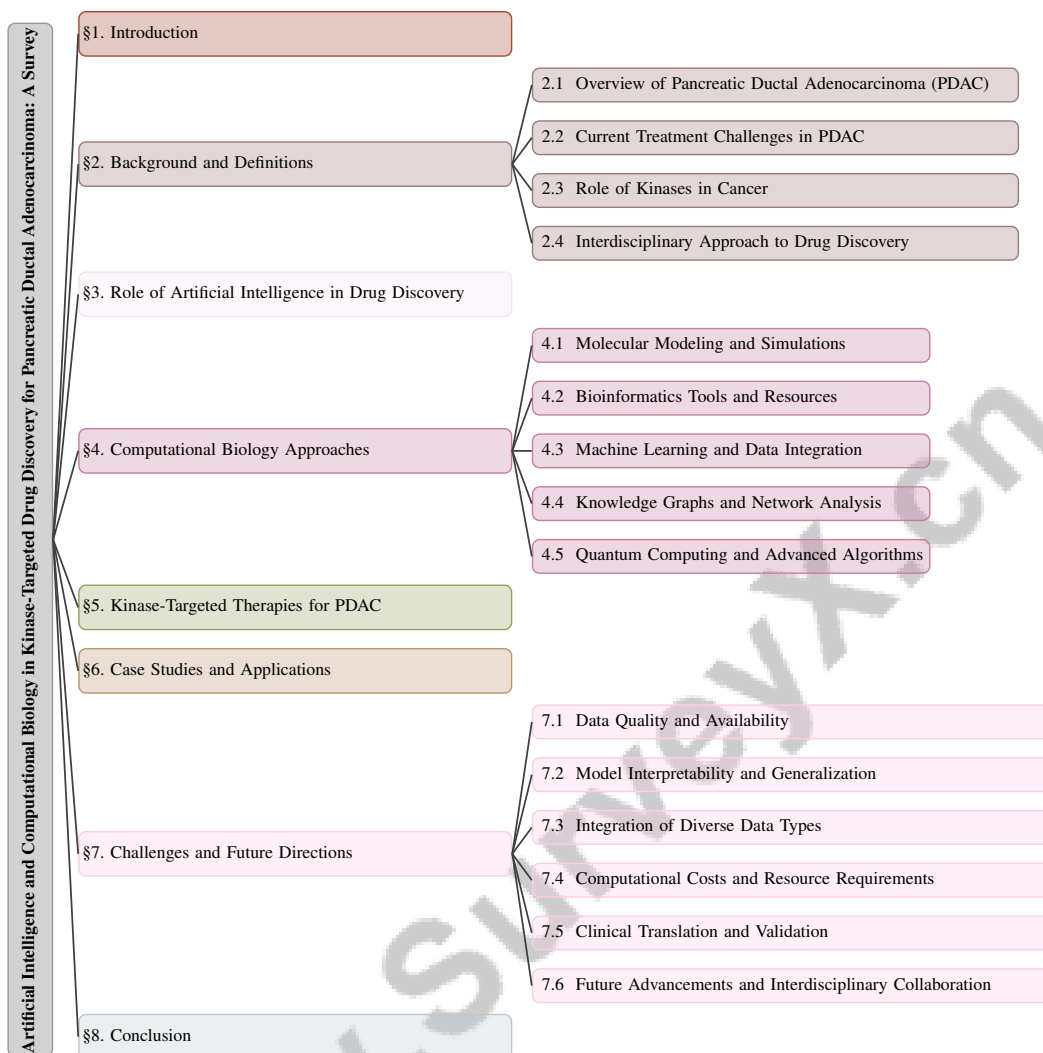 Artificial Intelligence and Computational Biology in Kinase-Targeted Drug Discovery for Pancreatic Ductal Adenocarcinoma: A Survey
§1. Introduction
§2. Background and Definitions
2.1 Overview of Pancreatic Ductal Adenocarcinoma (PDAC)
2.2 Current Treatment Challenges in PDAC
2.3 Role of Kinases in Cancer
2.4 Interdisciplinary Approach to Drug Discovery
§3. Role of Artificial Intelligence in Drug Discovery
§4. Computational Biology Approaches
4.1 Molecular Modeling and Simulations
4.2 Bioinformatics Tools and Resources
4.3 Machine Learning and Data Integration
4.4 Knowledge Graphs and Network Analysis
4.5 Quantum Computing and Advanced Algorithms
§5. Kinase-Targeted Therapies for PDAC
§6. Case Studies and Applications
§7. Challenges and Future Directions
7.1 Data Quality and Availability
7.2 Model Interpretability and Generalization
7.3 Integration of Diverse Data Types
7.4 Computational Costs and Resource Requirements
7.5 Clinical Translation and Validation
7.6 Future Advancements and Interdisciplinary Collaboration
§8. Conclusion
.SurveyX.cn